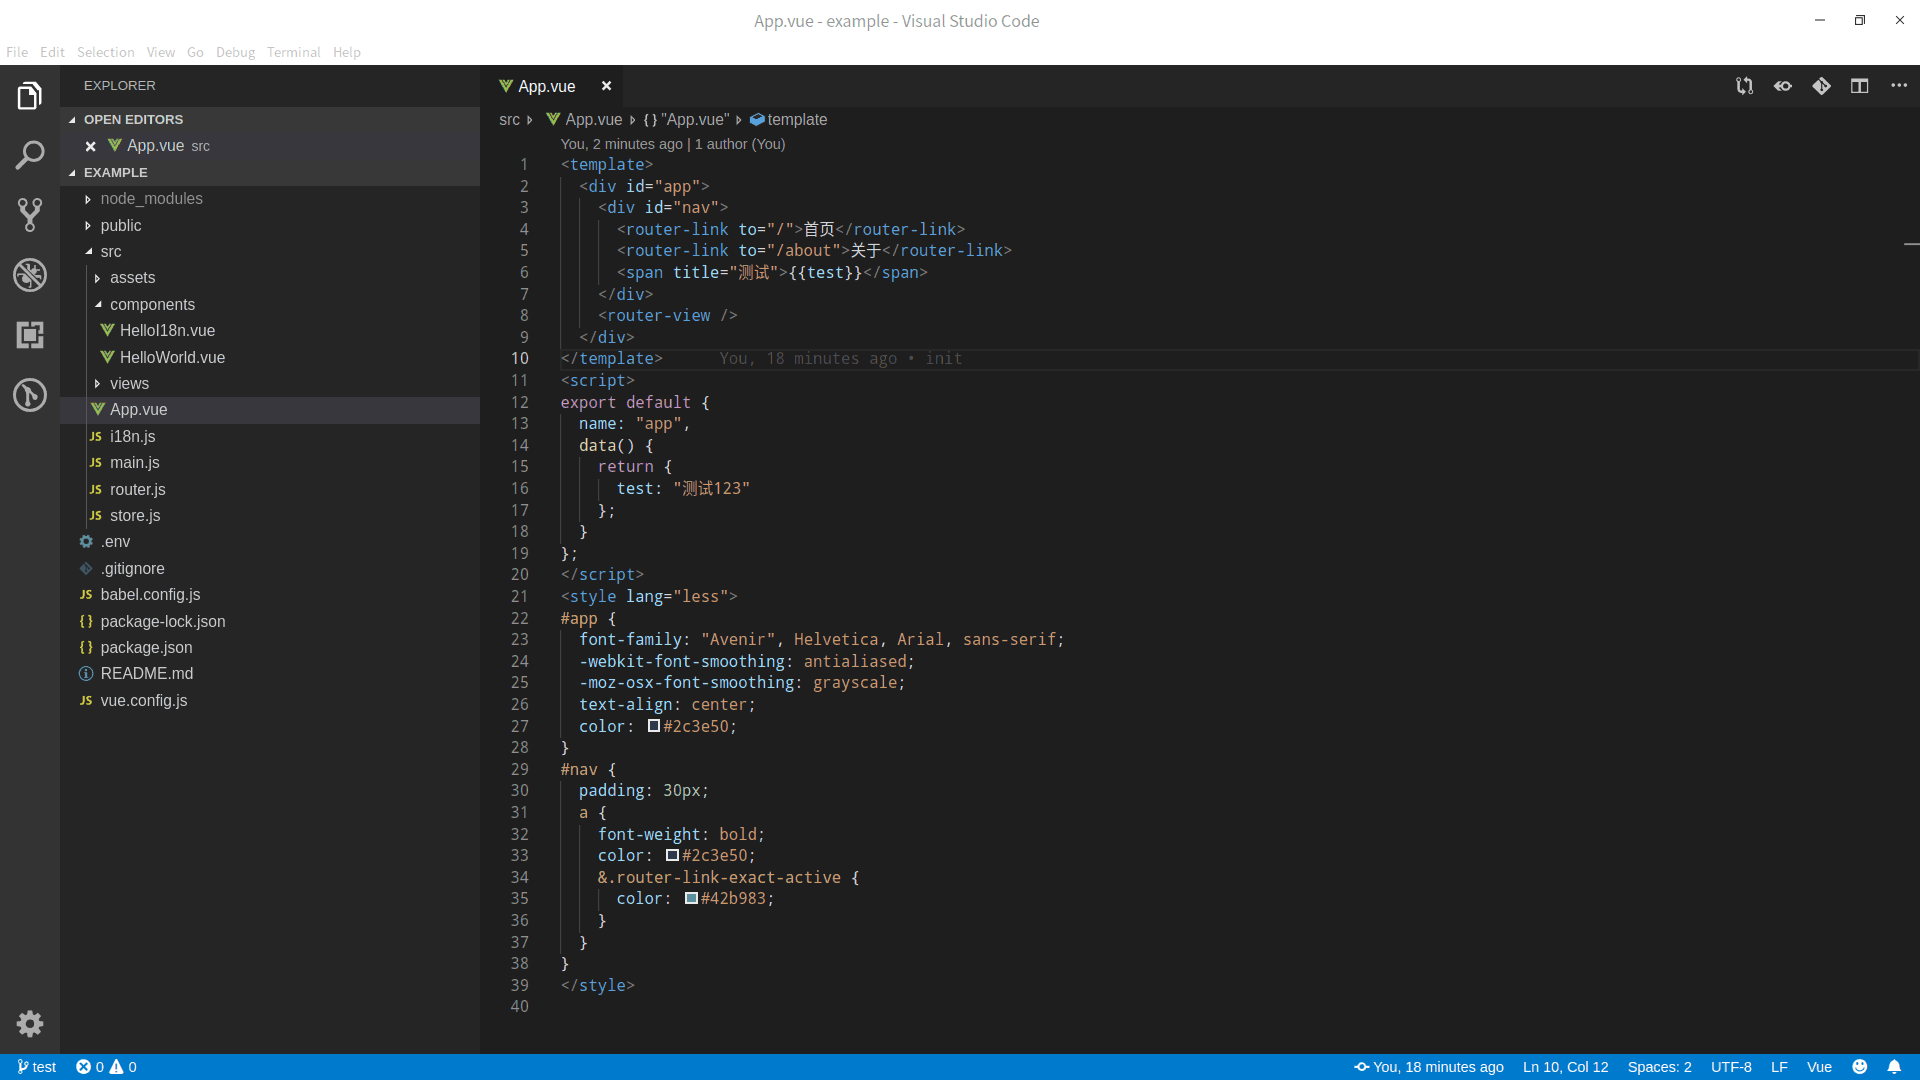 App.vue - example - Visual Studio Code
File Edit Selection View Go Debug Terminal Help
EXPLORER
OPEN EDITORS
App.vue src
EXAMPLE
node_modules
public
src
assets
components
HelloI18n.vue
HelloWorld.vue
views
App.vue
JS i18n.js
JS main.js
JS router.js
JS store.js
.env
.gitignore
JS babel.config.js
{} package-lock.json
{} package.json
README.md
JS vue.config.js
App.vue
src App.vue {} "App.vue" template
You, 2 minutes ago | 1 author (You)
1 <template>
2   <div id="app">
3     <div id="nav">
4       <router-link to="/">首页</router-link>
5       <router-link to="/about">关于</router-link>
6       <span title="测试">{{test}}</span>
7     </div>
8     <router-view />
9   </div>
10 </template>      You, 18 minutes ago • init
11 <script>
12 export default {
13   name: "app",
14   data() {
15     return {
16       test: "测试123"
17     };
18   }
19 };
20 </script>
21 <style lang="less">
22 #app {
23   font-family: "Avenir", Helvetica, Arial, sans-serif;
24   -webkit-font-smoothing: antialiased;
25   -moz-osx-font-smoothing: grayscale;
26   text-align: center;
27   color: #2c3e50;
28 }
29 #nav {
30   padding: 30px;
31   a {
32     font-weight: bold;
33     color: #2c3e50;
34     &.router-link-exact-active {
35       color: #42b983;
36     }
37   }
38 }
39 </style>
40
test 0 0 You, 18 minutes ago Ln 10, Col 12 Spaces: 2 UTF-8 LF Vue